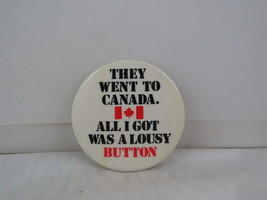 THEY
WENT TO
CANADA.
ALL I GOT
WAS A LOUSY
BUTTON